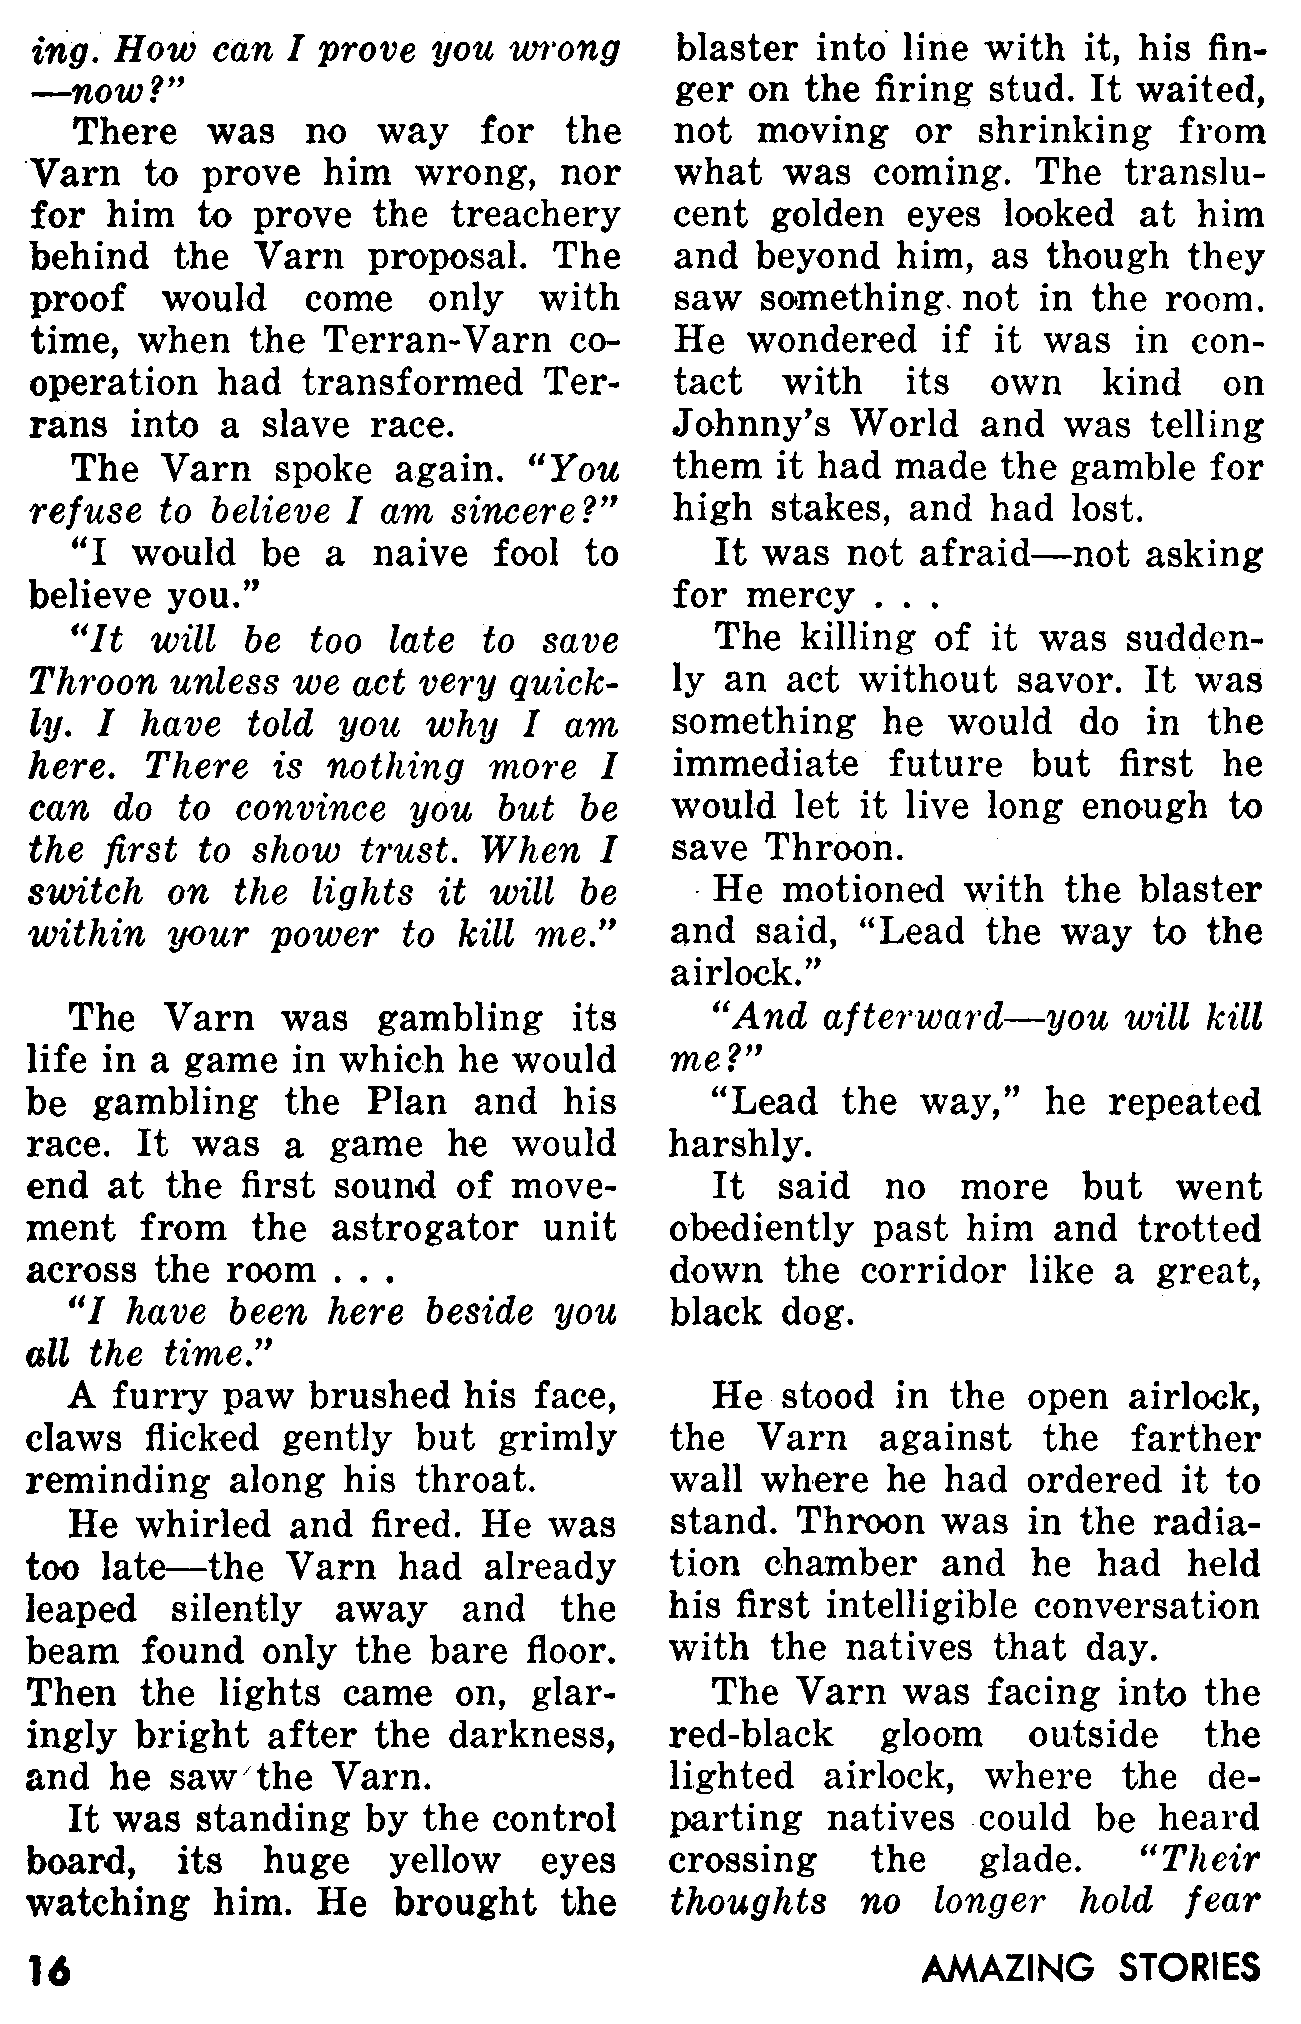 ing. How can I prove you wrong
—now?”
There was no way for the
Varn to prove him wrong, nor
for him to prove the treachery
behind the Varn proposal. The
proof would come only with
time, when the Terran-Varn co-
operation had transformed Ter-
rans into a slave race.
The Varn spoke again. “You
refuse to believe I am sincere?”
“I would be a naive fool to
believe you.”
“It will be too late to save
Throon unless we act very quick-
ly. I have told you why I am
here. There is nothing more I
can do to convince you but be
the first to show trust. When I
switch on the lights it will be
within your power to kill me.”
The Varn was gambling its
life in a game in which he would
be gambling the Plan and his
race. It was a game he would
end at the first sound of move-
ment from the astrogator unit
across the room . . .
“I have been here beside you
all the time.”
A furry paw brushed his face,
claws flicked gently but grimly
reminding along his throat.
He whirled and fired. He was
too late—the Varn had already
leaped silently away and the
beam found only the bare floor.
Then the lights came on, glar-
ingly bright after the darkness,
and he saw the Varn.
It was standing by the control
board, its huge yellow eyes
watching him. He brought the
blaster into line with it, his fin-
ger on the firing stud. It waited,
not moving or shrinking from
what was coming. The translu-
cent golden eyes looked at him
and beyond him, as though they
saw something not in the room.
He wondered if it was in con-
tact with its own kind on
Johnny’s World and was telling
them it had made the gamble for
high stakes, and had lost.
It was not afraid—not asking
for mercy . . .
The killing of it was sudden-
ly an act without savor. It was
something he would do in the
immediate future but first he
would let it live long enough to
save Throon.
He motioned with the blaster
and said, “Lead the way to the
airlock.”
“And afterward—you will kill
me?”
“Lead the way,” he repeated
harshly.
It said no more but went
obediently past him and trotted
down the corridor like a great,
black dog.
He stood in the open airlock,
the Varn against the farther
wall where he had ordered it to
stand. Throon was in the radia-
tion chamber and he had held
his first intelligible conversation
with the natives that day.
The Varn was facing into the
red-black gloom outside the
lighted airlock, where the de-
parting natives could be heard
crossing the glade. “Their
thoughts no longer hold fear
16
AMAZING STORIES